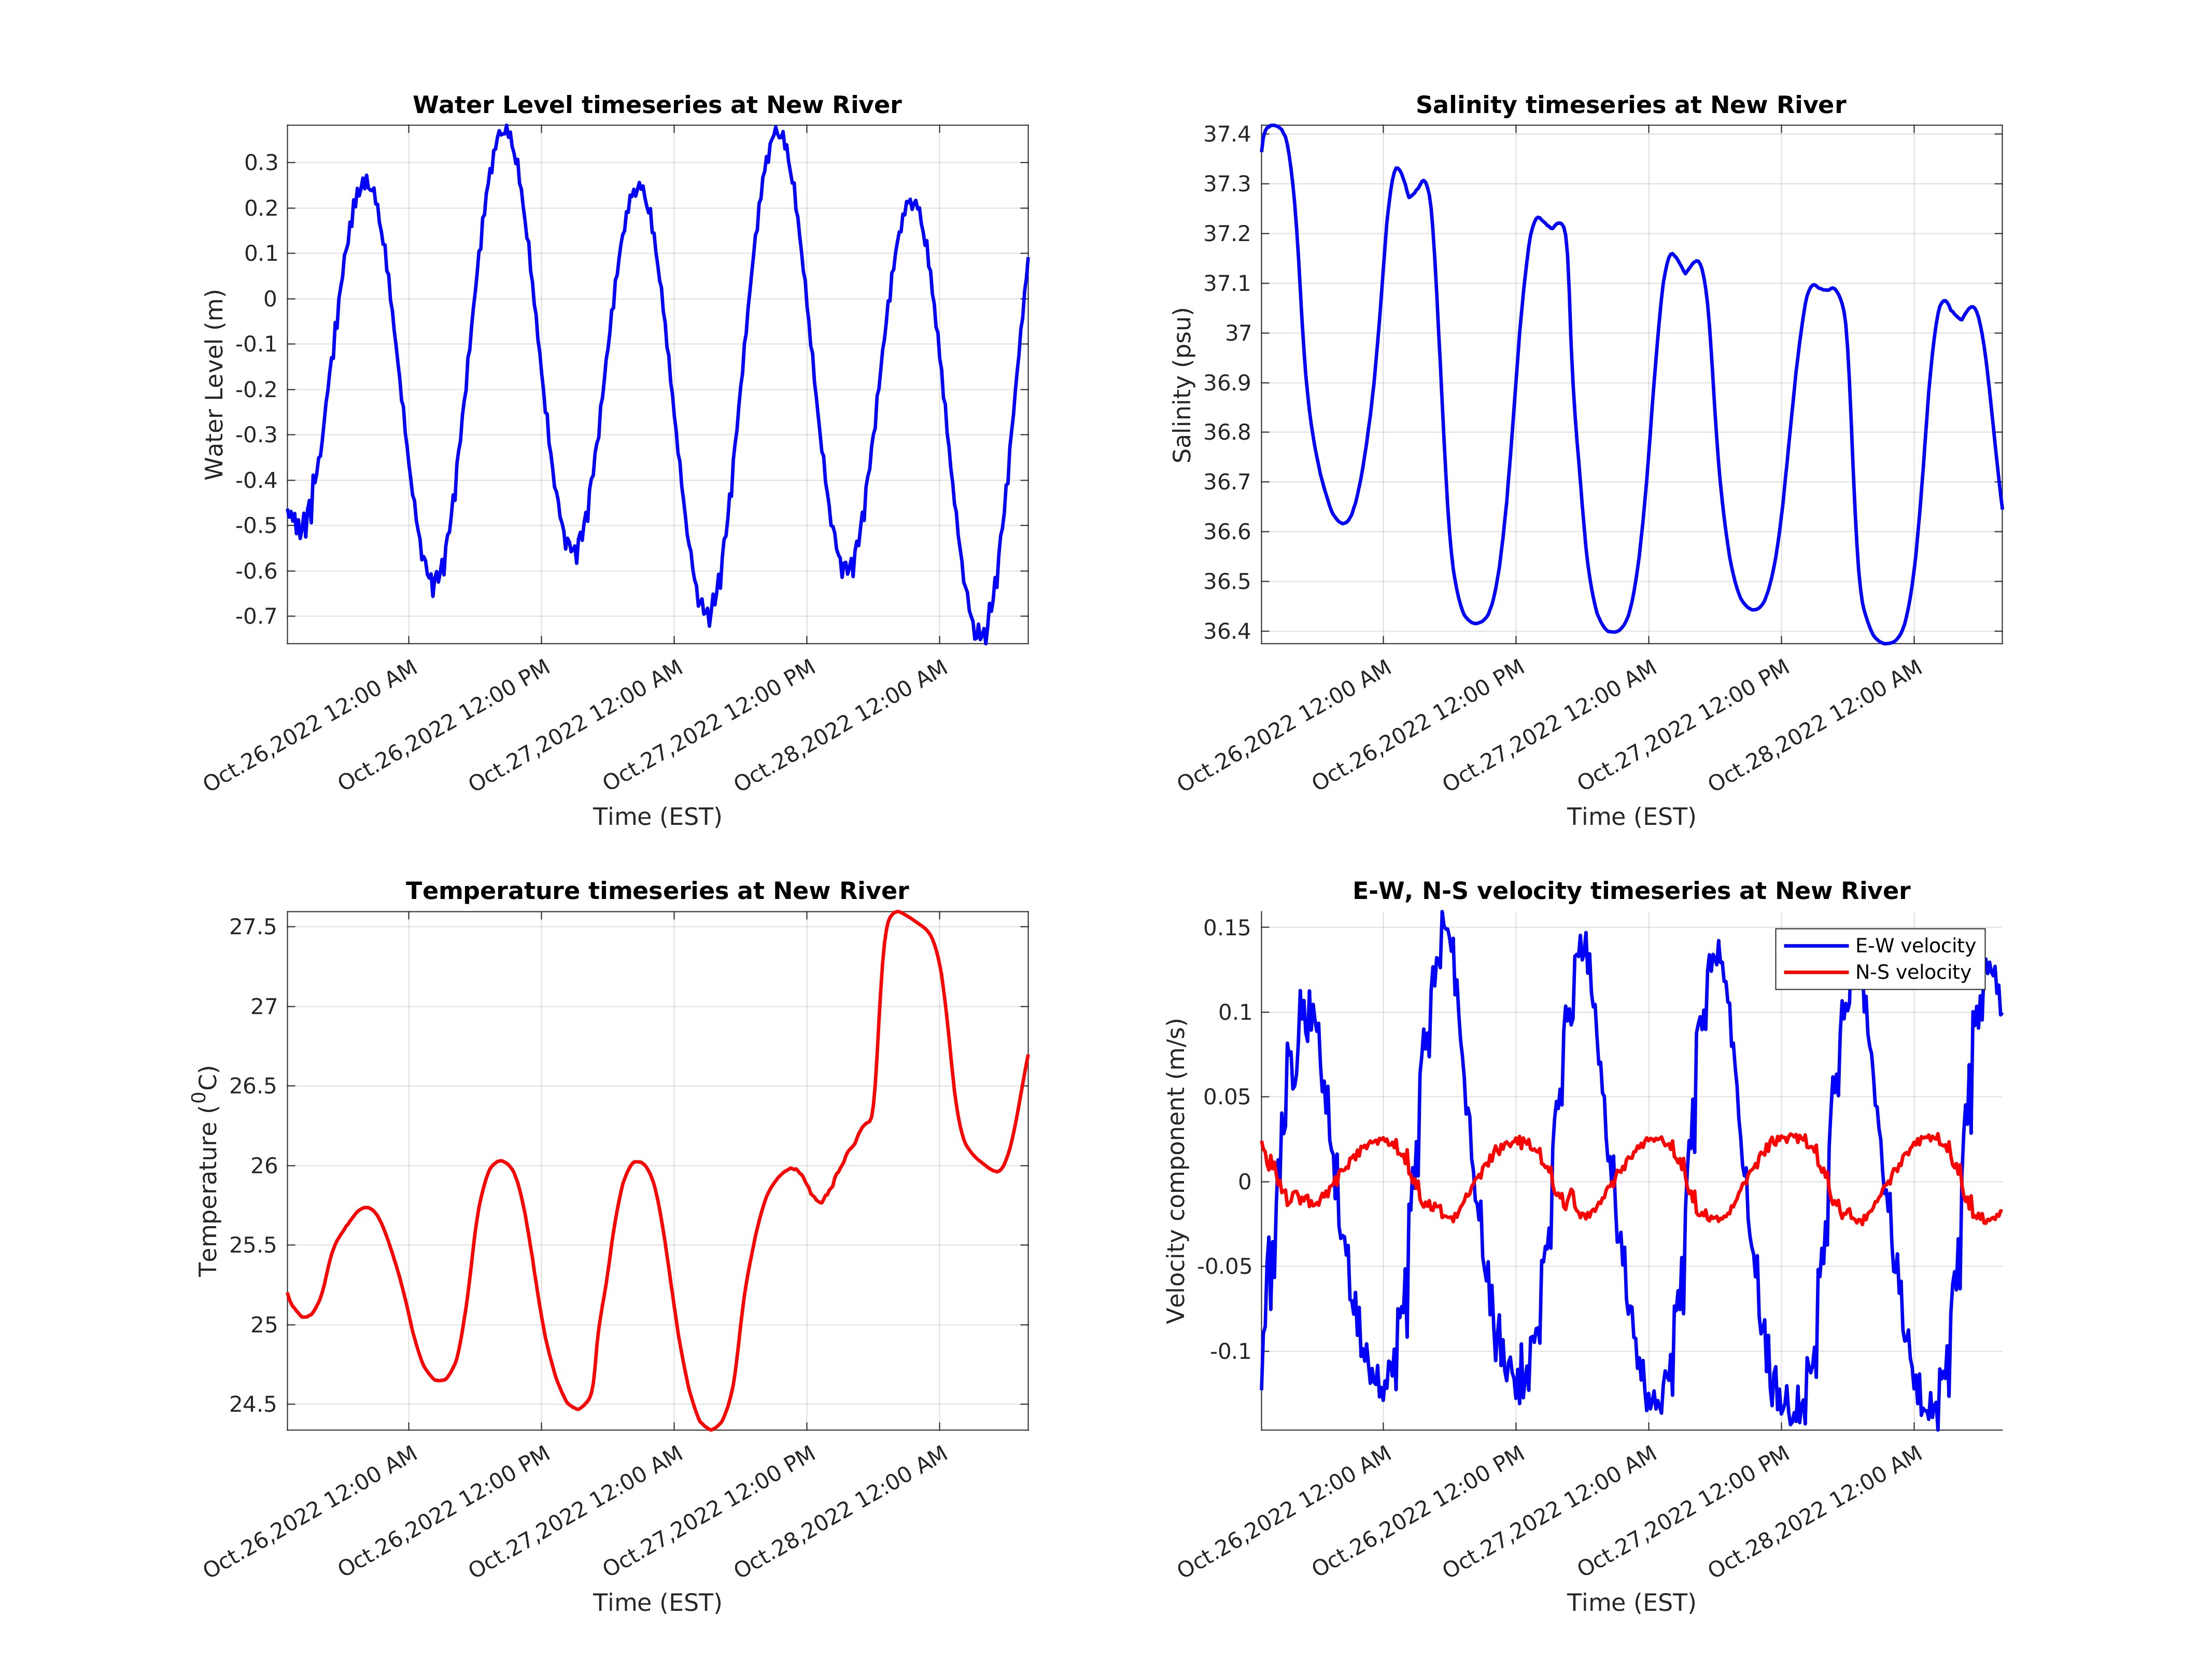 Water Level timeseries at New River
Water Level (m)
0.3
0.2
0.1
0
-0.1
-0.2
-0.3
-0.4
-0.5
-0.6
-0.7
Oct.26,2022 12:00 AM
Oct.26,2022 12:00 PM
Oct.27,2022 12:00 AM
Oct.27,2022 12:00 PM
Oct.28,2022 12:00 AM
Time (EST)
Salinity timeseries at New River
Salinity (psu)
37.4
37.3
37.2
37.1
37
36.9
36.8
36.7
36.6
36.5
36.4
Oct.26,2022 12:00 AM
Oct.26,2022 12:00 PM
Oct.27,2022 12:00 AM
Oct.27,2022 12:00 PM
Oct.28,2022 12:00 AM
Time (EST)
Temperature timeseries at New River
Temperature (⁰C)
27.5
27
26.5
26
25.5
25
24.5
Oct.26,2022 12:00 AM
Oct.26,2022 12:00 PM
Oct.27,2022 12:00 AM
Oct.27,2022 12:00 PM
Oct.28,2022 12:00 AM
Time (EST)
E-W, N-S velocity timeseries at New River
Velocity component (m/s)
0.15
0.1
0.05
0
-0.05
-0.1
E-W velocity
N-S velocity
Oct.26,2022 12:00 AM
Oct.26,2022 12:00 PM
Oct.27,2022 12:00 AM
Oct.27,2022 12:00 PM
Oct.28,2022 12:00 AM
Time (EST)